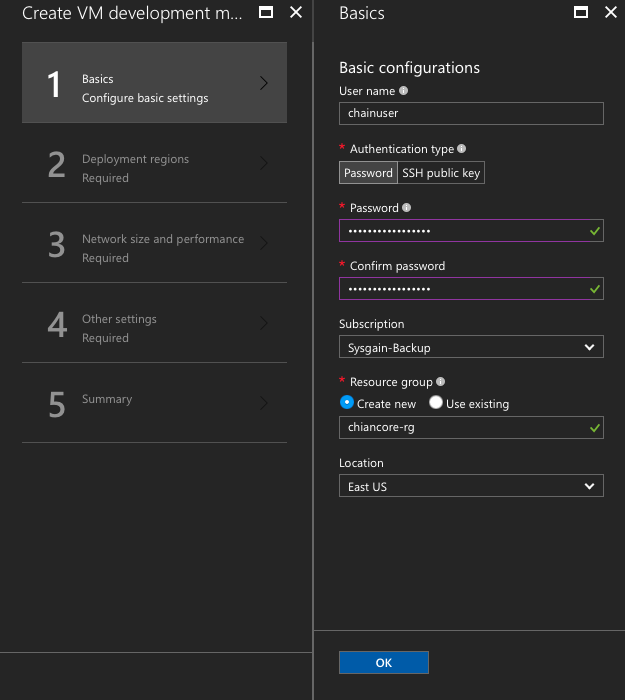 Create VM development m...
1
Basics
Configure basic settings
2
Deployment regions
Required
3
Network size and performance
Required
4
Other settings
Required
5
Summary
Basics
Basic configurations
User name
chainuser
* Authentication type
Password SSH public key
* Password
•••••••••••••••••
* Confirm password
•••••••••••••••••
Subscription
Sysgain-Backup
* Resource group
Create new Use existing
chiancore-rg
Location
East US
OK